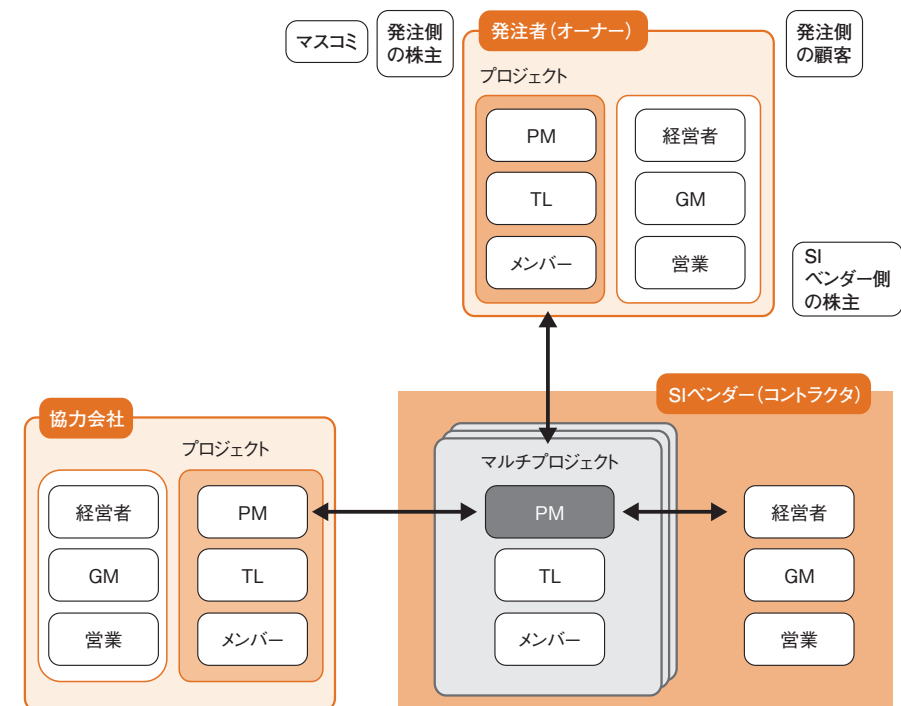 マスコミ
発注側
の株主
発注者(オーナー)
発注側
の顧客
プロジェクト
PM
TL
メンバー
経営者
GM
営業
SI
ベンダー側
の株主
協力会社
プロジェクト
経営者
GM
営業
PM
TL
メンバー
SIベンダー(コントラクタ)
マルチプロジェクト
PM
TL
メンバー
経営者
GM
営業